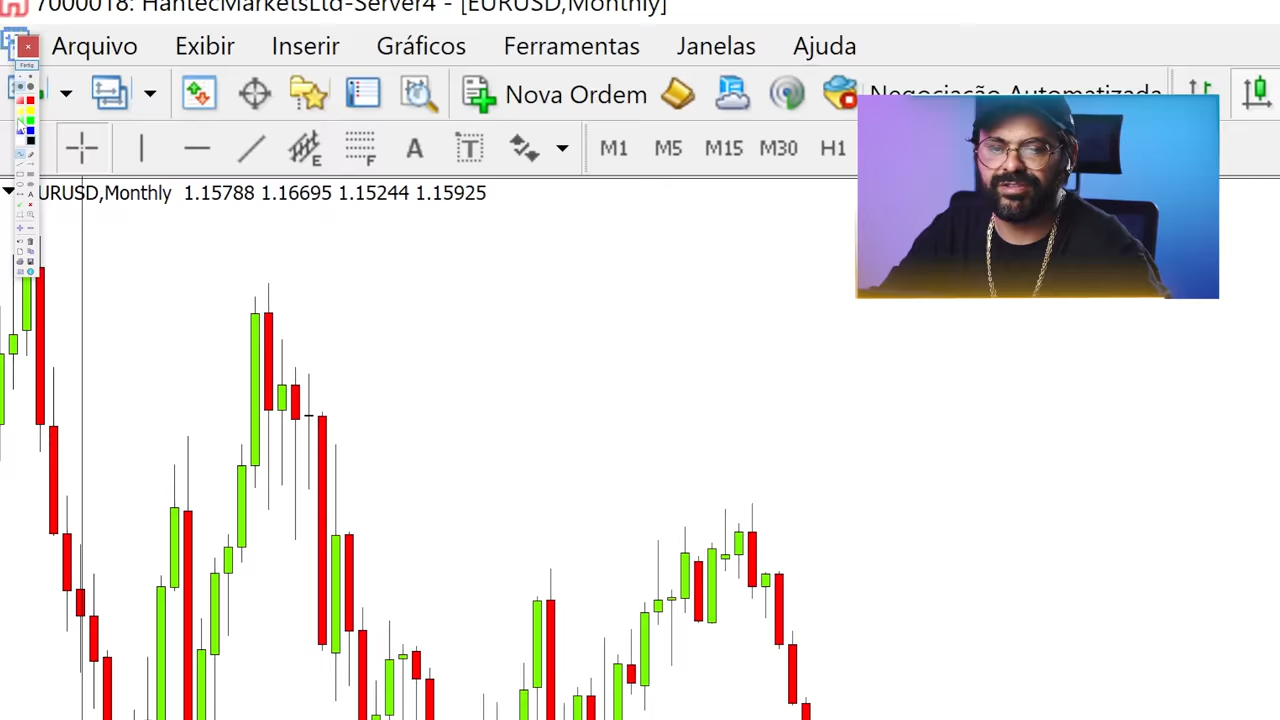 7000018: HantecMarketsLtd-Server4 - [EURUSD,Monthly]
Arquivo Exibir Inserir Gráficos Ferramentas Janelas Ajuda
Nova Ordem Negociação Automatizada
E F A T M1 M5 M15 M30 H1
URUSD,Monthly 1.15788 1.16695 1.15244 1.15925
Fertig